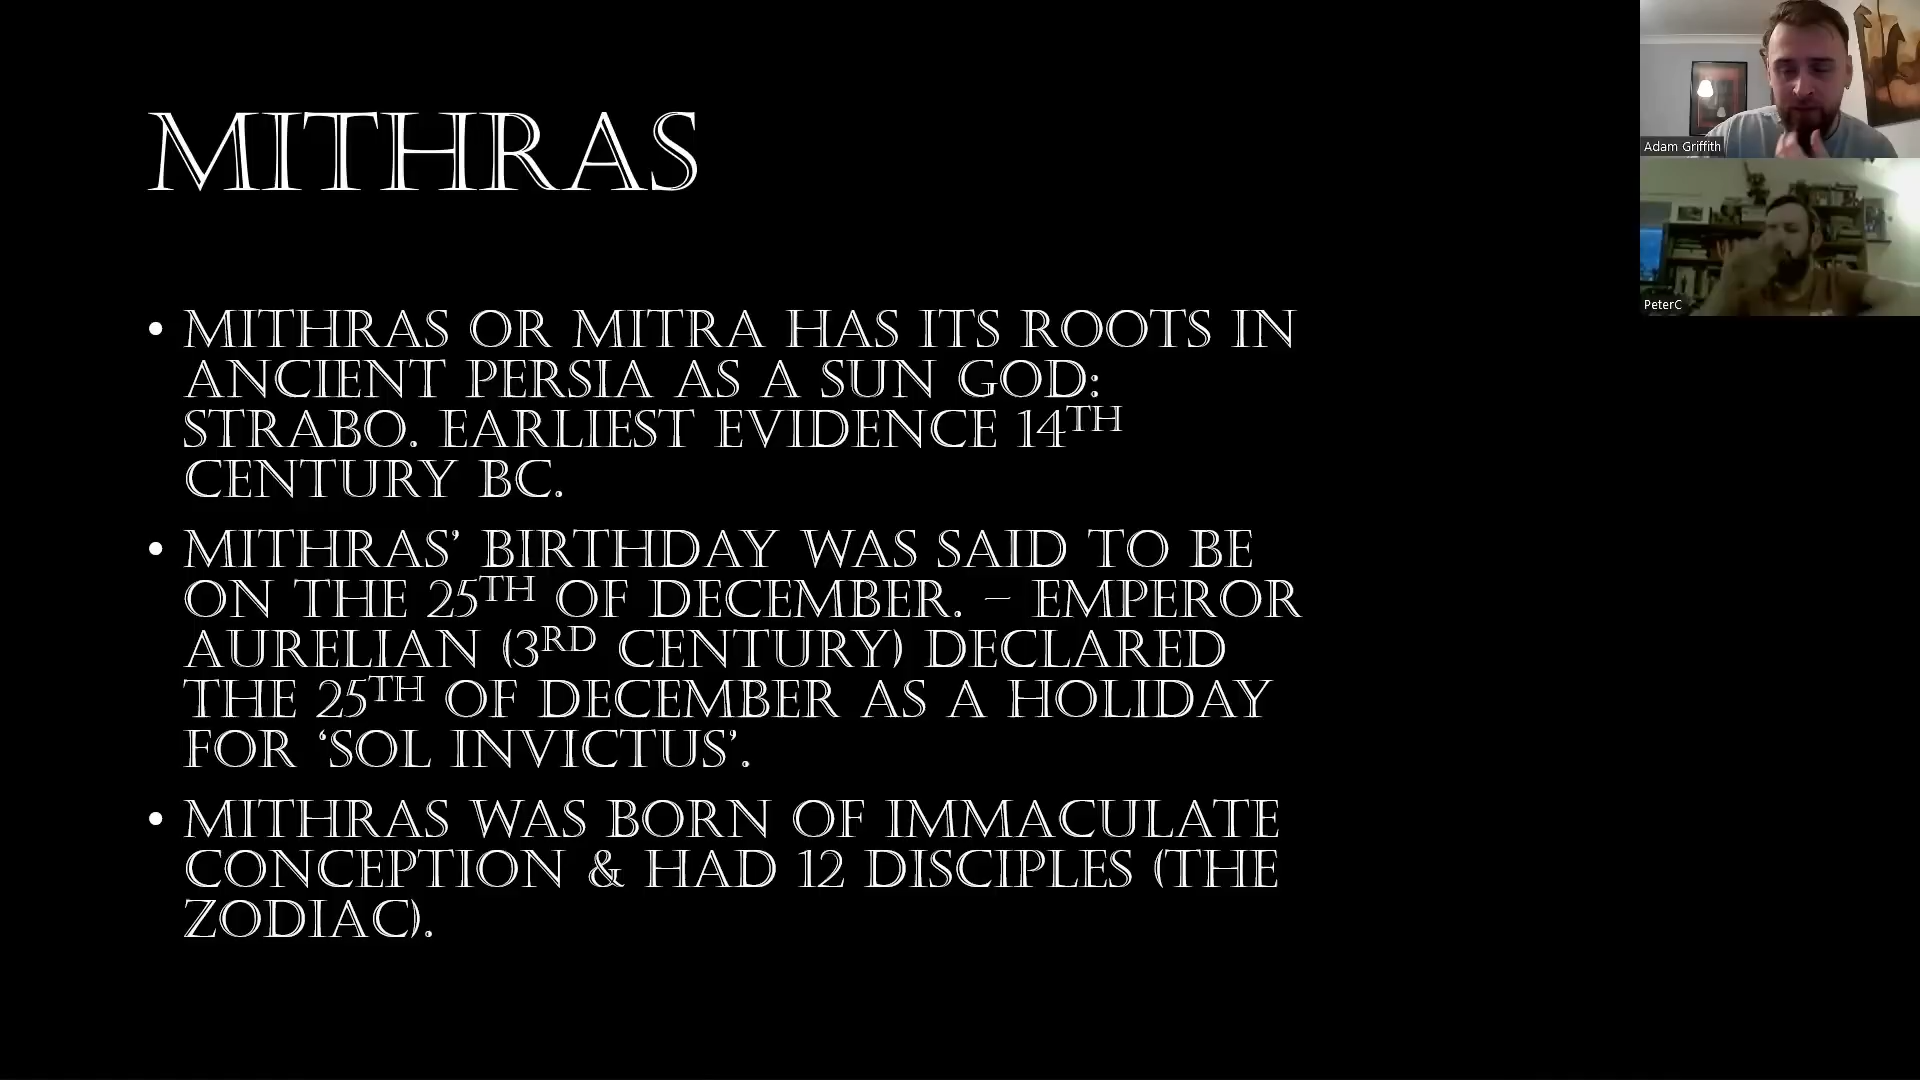 MITHRAS
• MITHRAS OR MITRA HAS ITS ROOTS IN
ANCIENT PERSIA AS A SUN GOD:
STRABO. EARLIEST EVIDENCE 14TH
CENTURY BC.
• MITHRAS’ BIRTHDAY WAS SAID TO BE
ON THE 25TH OF DECEMBER. – EMPEROR
AURELIAN (3RD CENTURY) DECLARED
THE 25TH OF DECEMBER AS A HOLIDAY
FOR ‘SOL INVICTUS’.
• MITHRAS WAS BORN OF IMMACULATE
CONCEPTION & HAD 12 DISCIPLES (THE
ZODIAC).
Adam Griffith
PeterC